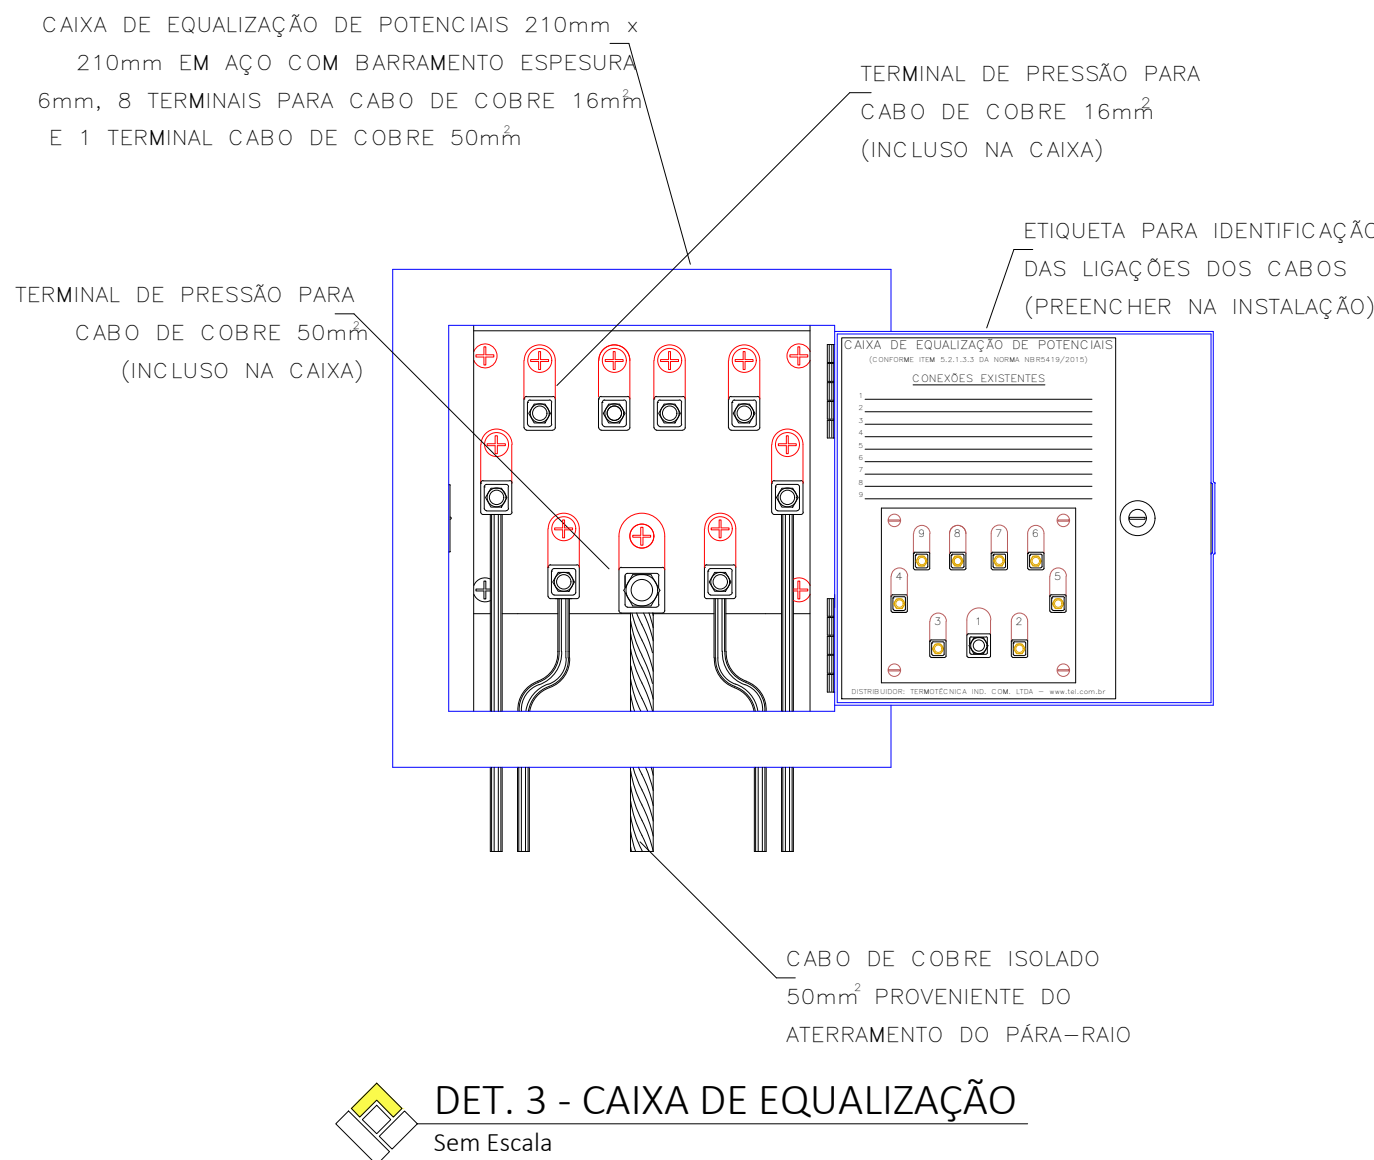 CAIXA DE EQUALIZAÇÃO DE POTENCIAIS 210mm x
210mm EM AÇO COM BARRAMENTO ESPESURA
6mm, 8 TERMINAIS PARA CABO DE COBRE 16mm²
E 1 TERMINAL CABO DE COBRE 50mm²
TERMINAL DE PRESSÃO PARA
CABO DE COBRE 16mm²
(INCLUSO NA CAIXA)
ETIQUETA PARA IDENTIFICAÇÃO
DAS LIGAÇÕES DOS CABOS
(PREENCHER NA INSTALAÇÃO)
TERMINAL DE PRESSÃO PARA
CABO DE COBRE 50mm²
(INCLUSO NA CAIXA)
CAIXA DE EQUALIZAÇÃO DE POTENCIAIS
(CONFORME ITEM 5.2.1.3.3 DA NORMA NBR5419/2015)
CONEXÕES EXISTENTES
1
2
3
4
5
6
7
8
9
9 8 7 6
4 5
3 1 2
DISTRIBUIDOR: TERMOTÉCNICA IND. COM. LTDA – www.tel.com.br
CABO DE COBRE ISOLADO
50mm² PROVENIENTE DO
ATERRAMENTO DO PÁRA–RAIO
DET. 3 - CAIXA DE EQUALIZAÇÃO
Sem Escala